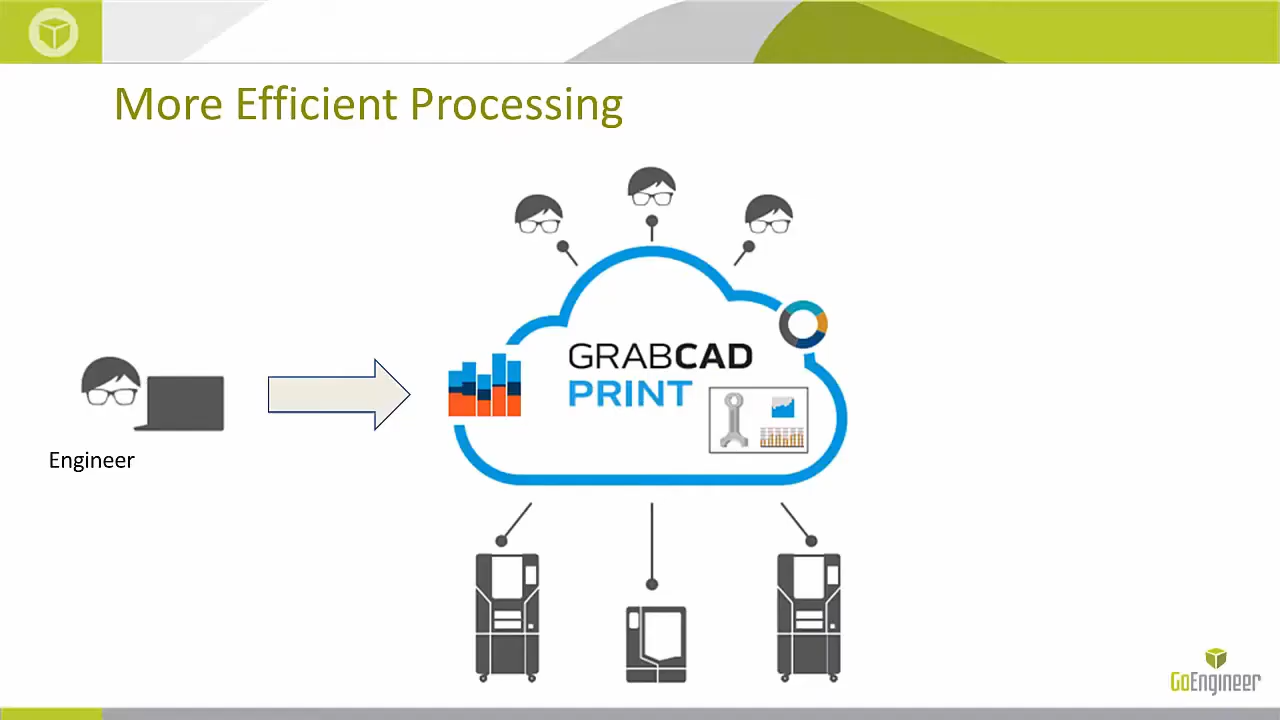 More Efficient Processing
GRABCAD
PRINT
Engineer
GoEngineer